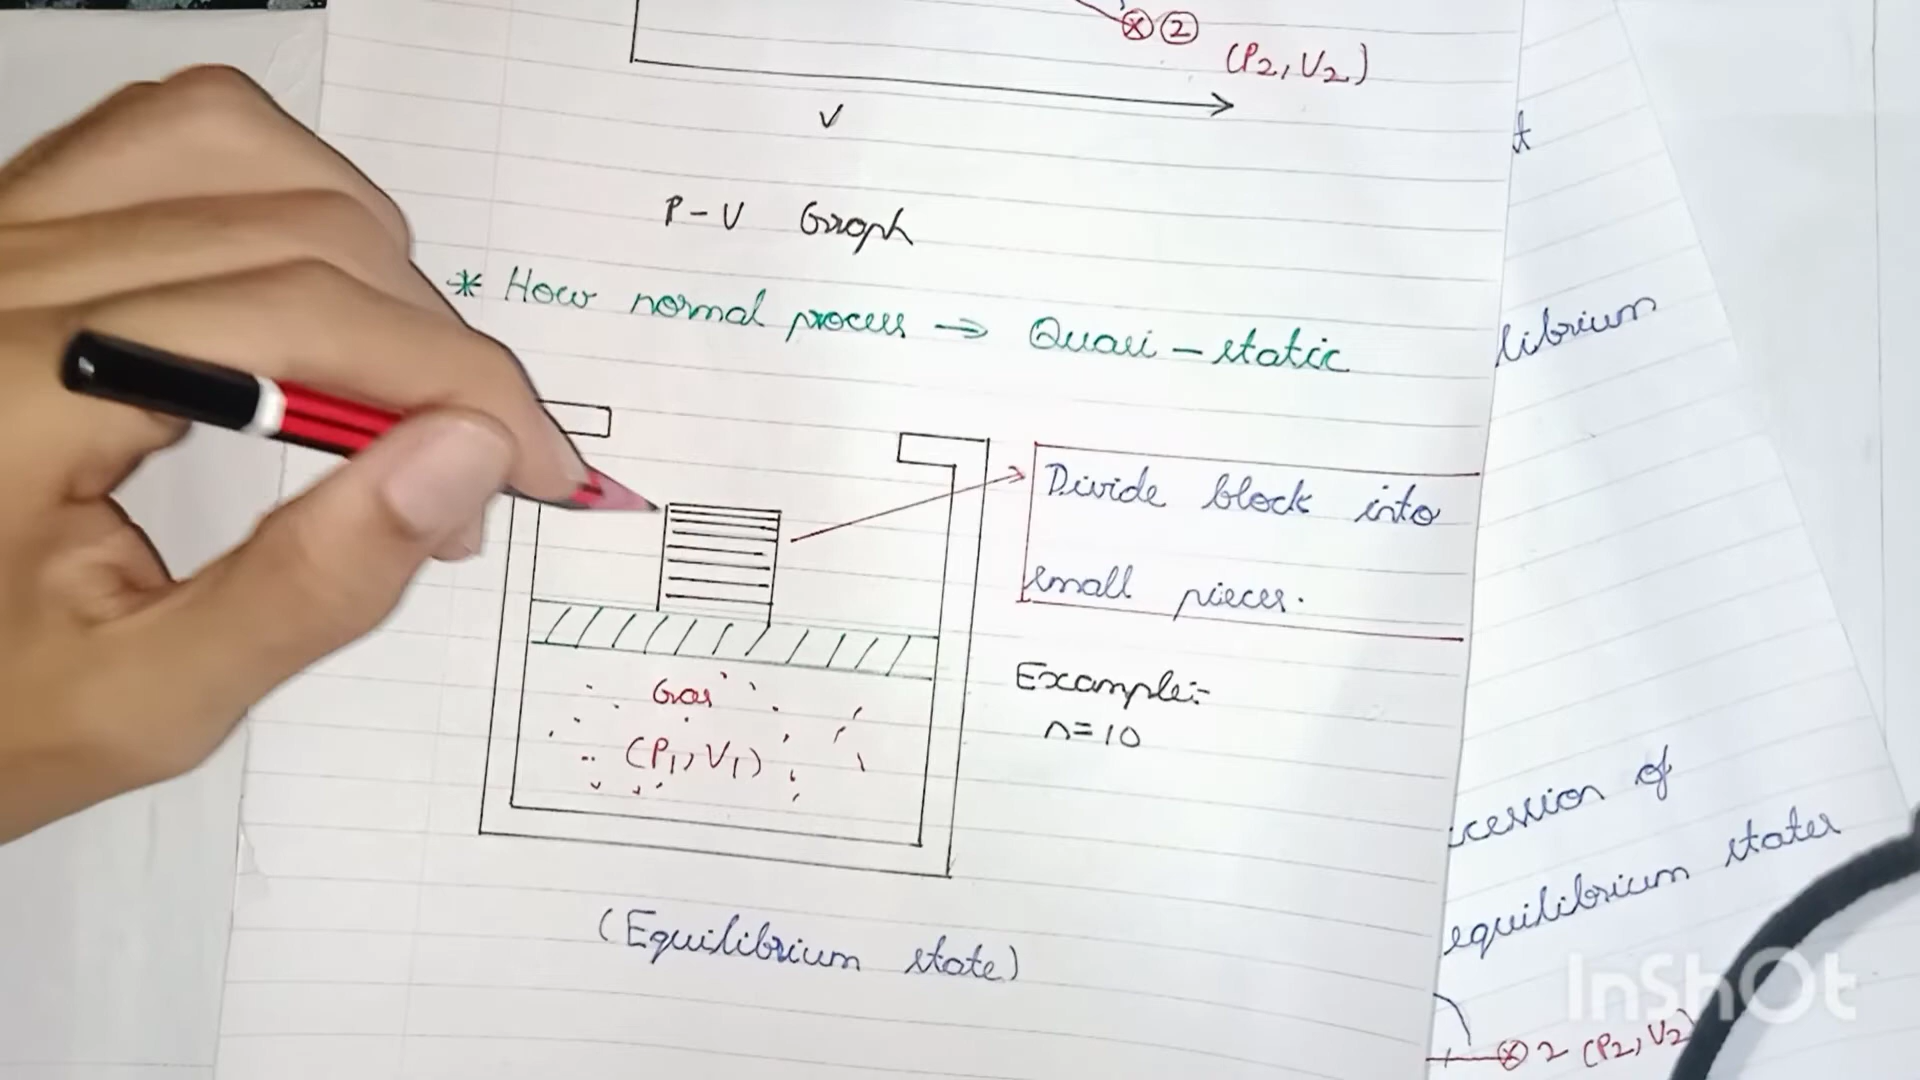 ⓧ ② (P2, V2)
V
P-V Graph
* How normal process → Quasi-static
Divide block into
small pieces.
Example:-
n=10
Gas
(P1, V1)
(Equilibrium state)
t
librium
ccession of
equilibrium states
ⓧ 2 (P2, V2)
InShOt